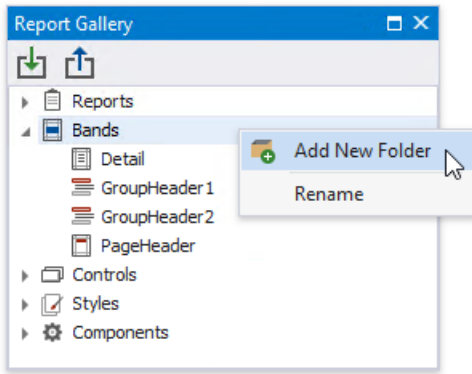 Report Gallery
Reports
Bands
Add New Folder
Detail
GroupHeader1
Rename
GroupHeader2
PageHeader
Controls
Styles
Components